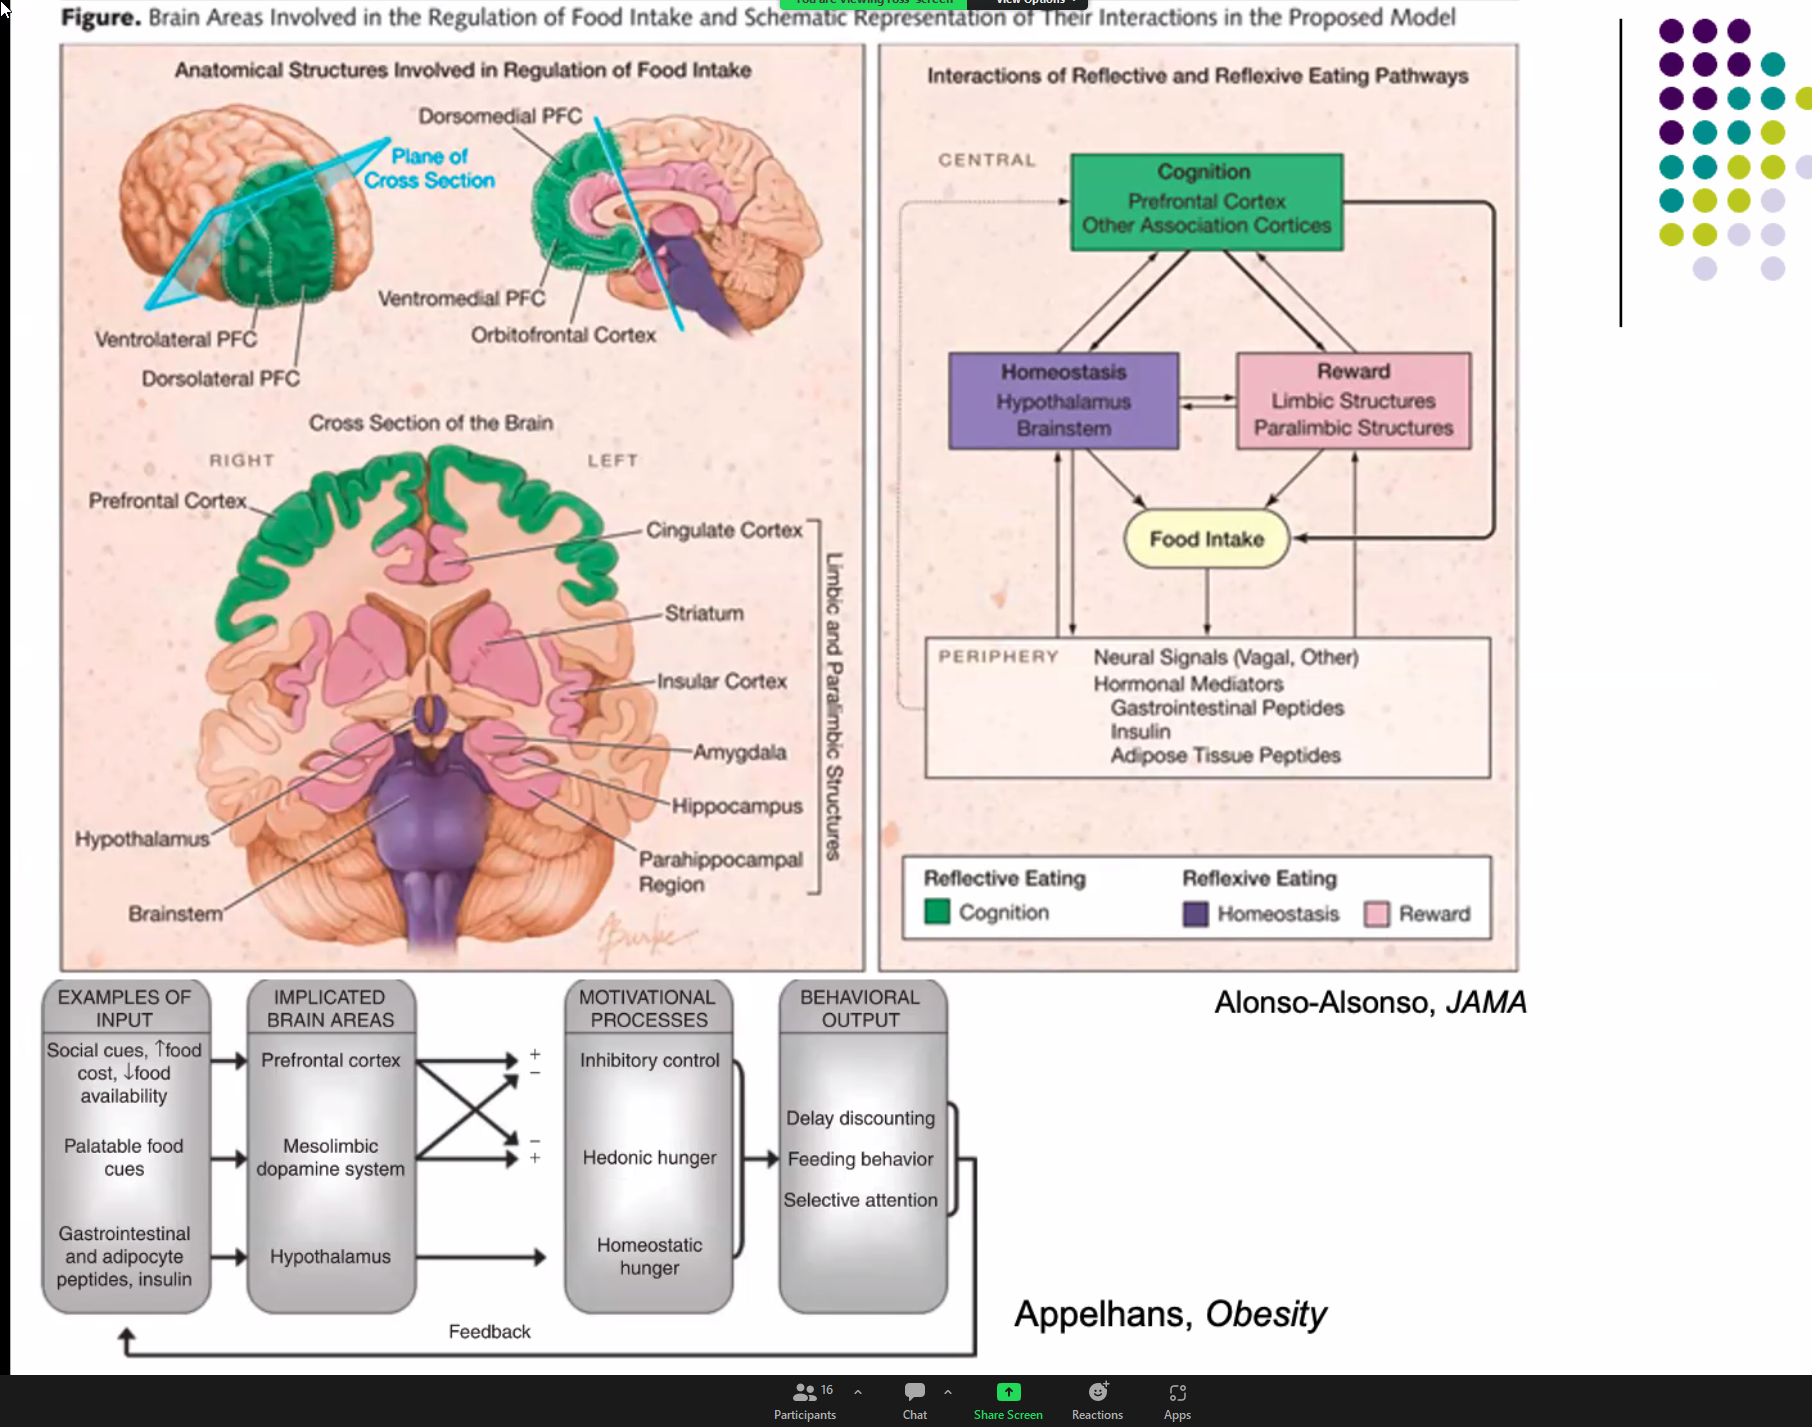 Figure. Brain Areas Involved in the Regulation of Food Intake and Schematic Representation of Their Interactions in the Proposed Model
You are viewing ross' screen
View Options
Anatomical Structures Involved in Regulation of Food Intake
Dorsomedial PFC
Plane of
Cross Section
Ventromedial PFC
Orbitofrontal Cortex
Ventrolateral PFC
Dorsolateral PFC
Cross Section of the Brain
RIGHT
LEFT
Prefrontal Cortex
Cingulate Cortex
Striatum
Insular Cortex
Amygdala
Hippocampus
Parahippocampal
Region
Limbic and Paralimbic Structures
Hypothalamus
Brainstem
Burke
Interactions of Reflective and Reflexive Eating Pathways
CENTRAL
Cognition
Prefrontal Cortex
Other Association Cortices
Homeostasis
Hypothalamus
Brainstem
Reward
Limbic Structures
Paralimbic Structures
Food Intake
PERIPHERY
Neural Signals (Vagal, Other)
Hormonal Mediators
Gastrointestinal Peptides
Insulin
Adipose Tissue Peptides
Reflective Eating
Cognition
Reflexive Eating
Homeostasis
Reward
Alonso-Alsonso, JAMA
EXAMPLES OF
INPUT
Social cues, ↑food
cost, ↓food
availability
Palatable food
cues
Gastrointestinal
and adipocyte
peptides, insulin
IMPLICATED
BRAIN AREAS
Prefrontal cortex
Mesolimbic
dopamine system
Hypothalamus
+
−
−
+
MOTIVATIONAL
PROCESSES
Inhibitory control
Hedonic hunger
Homeostatic
hunger
BEHAVIORAL
OUTPUT
Delay discounting
Feeding behavior
Selective attention
Feedback
Appelhans, Obesity
16
Participants
Chat
Share Screen
Reactions
Apps